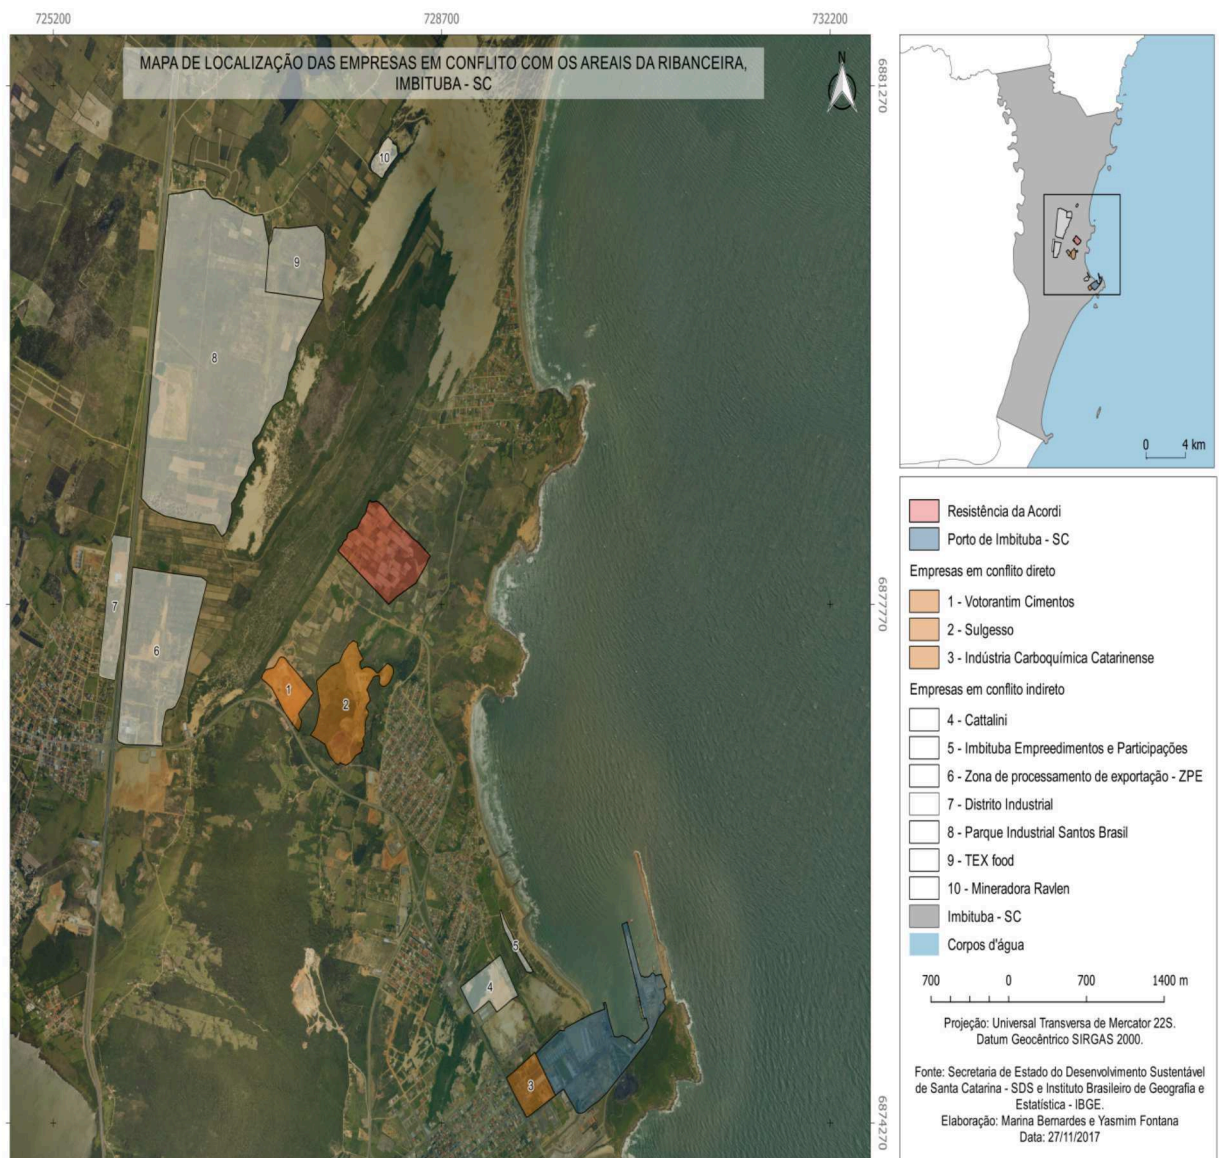 725200
728700
732200
MAPA DE LOCALIZAÇÃO DAS EMPRESAS EM CONFLITO COM OS AREAIS DA RIBANCEIRA,
IMBITUBA - SC
N
6881270
10
9
8
7
6
6877770
1
2
5
4
3
6874270
0 4 km
Resistência da Acordi
Porto de Imbituba - SC
Empresas em conflito direto
1 - Votorantim Cimentos
2 - Sulgesso
3 - Indústria Carboquímica Catarinense
Empresas em conflito indireto
4 - Cattalini
5 - Imbituba Empreedimentos e Participações
6 - Zona de processamento de exportação - ZPE
7 - Distrito Industrial
8 - Parque Industrial Santos Brasil
9 - TEX food
10 - Mineradora Ravlen
Imbituba - SC
Corpos d'água
700 0 700 1400 m
Projeção: Universal Transversa de Mercator 22S.
Datum Geocêntrico SIRGAS 2000.
Fonte: Secretaria de Estado do Desenvolvimento Sustentável
de Santa Catarina - SDS e Instituto Brasileiro de Geografia e
Estatística - IBGE.
Elaboração: Marina Bernardes e Yasmim Fontana
Data: 27/11/2017